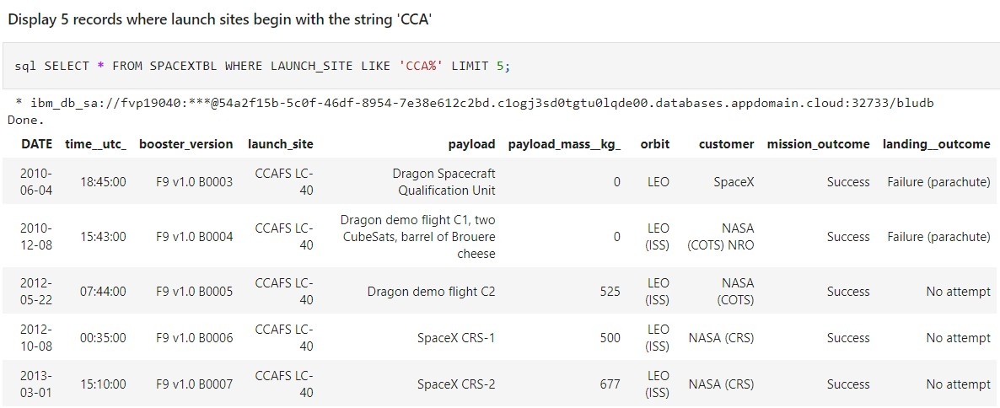 Display 5 records where launch sites begin with the string 'CCA'
sql SELECT * FROM SPACEXTBL WHERE LAUNCH_SITE LIKE 'CCA%' LIMIT 5;
* ibm_db_sa://fvp19040:***@54a2f15b-5c0f-46df-8954-7e38e612c2bd.c1ogj3sd0tgtu0lqde00.databases.appdomain.cloud:32733/bludb
Done.
DATE time__utc_ booster_version launch_site payload payload_mass__kg_ orbit customer mission_outcome landing__outcome
2010-06-04 18:45:00 F9 v1.0 B0003 CCAFS LC-40 Dragon Spacecraft Qualification Unit 0 LEO SpaceX Success Failure (parachute)
2010-12-08 15:43:00 F9 v1.0 B0004 CCAFS LC-40 Dragon demo flight C1, two CubeSats, barrel of Brouere cheese 0 LEO (ISS) NASA (COTS) NRO Success Failure (parachute)
2012-05-22 07:44:00 F9 v1.0 B0005 CCAFS LC-40 Dragon demo flight C2 525 LEO (ISS) NASA (COTS) Success No attempt
2012-10-08 00:35:00 F9 v1.0 B0006 CCAFS LC-40 SpaceX CRS-1 500 LEO (ISS) NASA (CRS) Success No attempt
2013-03-01 15:10:00 F9 v1.0 B0007 CCAFS LC-40 SpaceX CRS-2 677 LEO (ISS) NASA (CRS) Success No attempt